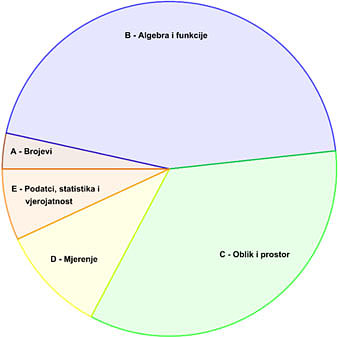 B - Algebra i funkcije
A - Brojevi
E - Podatci, statistika i
vjerojatnost
D - Mjerenje
C - Oblik i prostor